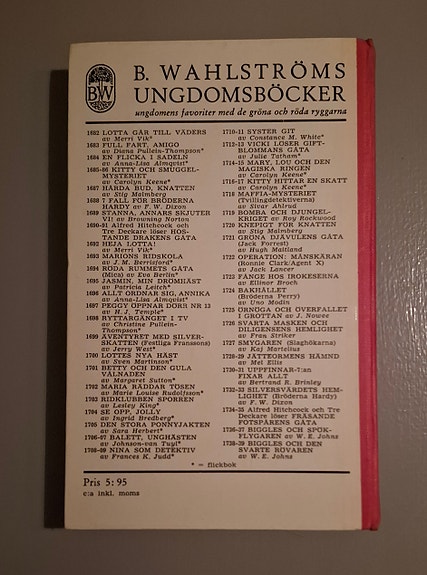 BW
B. WAHLSTRÖMS
UNGDOMSBÖCKER
ungdomens favoriter med de gröna och röda ryggarna
1682 LOTTA GÅR TILL VÄDERS
av Merri Vik*
1683 FULL FART, AMIGO
av Diana Pullein-Thompson*
1684 EN FLICKA I SADELN
av Anna-Lisa Almqvist*
1685-86 KITTY OCH SMUGGEL-
MYSTERIET
av Carolyn Keene*
1687 HÅRDA BUD, KNATTEN
av Stig Malmberg
1688 7 FALL FÖR BRÖDERNA
HARDY av F. W. Dixon
1689 STANNA, ANNARS SKJUTER
VI! av Browning Norton
1690-91 Alfred Hitchcock och
Tre Deckare löser HOS-
TANDE DRAKENS GÅTA
1692 HEJA LOTTA!
av Merri Vik*
1693 MARIONS RIDSKOLA
av J. M. Berrisford*
1694 RÖDA RUMMETS GÅTA
(Mica) av Eva Berlin*
1695 JASMIN, MIN DRÖMHÄST
av Patricia Leitch*
1696 ALLT ORDNAR SIG, ANNIKA
av Anna-Lisa Almqvist*
1697 PEGGY ÖPPNAR DÖRR NR 13
av H. J. Temple*
1698 RYTTARGÄNGET I TV
av Christine Pullein-
Thompson*
1699 ÄVENTYRET MED SILVER-
SKATTEN (Fettliga Franssons)
av Jerry West*
1700 LOTTES NYA HÄST
av Sven Martinson*
1701 BETTY OCH DEN GULA
VÅLNADEN
av Margaret Sutton*
1702 MARIA RÄDDAR TÖSEN
av Marie Louise Rudolfsson*
1703 RIDKLUBBEN SPORREN
av Lesley King*
1704 SE OPP, JOLLY
av Ingrid Bredberg*
1705 DEN STORA PONNYJAKTEN
av Sara Herbert*
1706-07 BALETT, UNGHÄSTEN
av Johnson-van Tuyl*
1708-09 NINA SOM DETEKTIV
av Frances K. Judd*
1710-11 SYSTER GIT
av Constance M. White*
1712-13 VICKI LÖSER GIFT-
BLOMMANS GÅTA
av Julie Tatham*
1714-15 MARY, LOU OCH DEN
MAGISKA RINGEN
av Carolyn Keene*
1716-17 KITTY HITTAR EN SKATT
av Carolyn Keene*
1718 MAFFIA-MYSTERIET
(Tvillingdetektiverna)
av Sivar Ahlrud
1719 BOMBA OCH DJUNGEL-
KRIGET av Roy Rockwood
1720 KNEPIGT FÖR KNATTEN
av Stig Malmberg
1721 GRÖNA DJÄVULENS GÅTA
(Jack Forrest)
av Hugh Maitland
1722 OPERATION: MÅNSKÄRAN
(Ronnie Clark/Agent X)
av Jack Lancer
1723 FÅNGE HOS IROKESERNA
av Ellinor Broch
1724 BAKHÅLLET
(Bröderna Perry)
av Uno Modin
1725 ÖRNÖGA OCH ÖVERFALLET
I GROTTAN av J. Nowee
1726 SVARTA MASKEN OCH
DILIGENSENS HEMLIGHET
av Fran Striker
1727 SMYGAREN (Slaghökarna)
av Kaj Mortelius
1728-29 JÄTTEORMENS HÄMND
av Mel Ellis
1730-31 UPPFINNAR-7:an
FIXAR ALLT
av Bertrand R. Brinley
1732-33 SILVERSVÄRDETS HEM-
LIGHET (Bröderna Hardy)
av F. W. Dixon
1734-35 Alfred Hitchcock och Tre
Deckare löser FRÄSANDE
FOTSPÅRENS GÅTA
1736-37 BIGGLES OCH SPÖK-
FLYGAREN av W. E. Johns
1738-39 BIGGLES OCH DEN
SVARTE RÖVAREN
av W. E. Johns
* = flickbok
Pris 5: 95
c:a inkl. moms